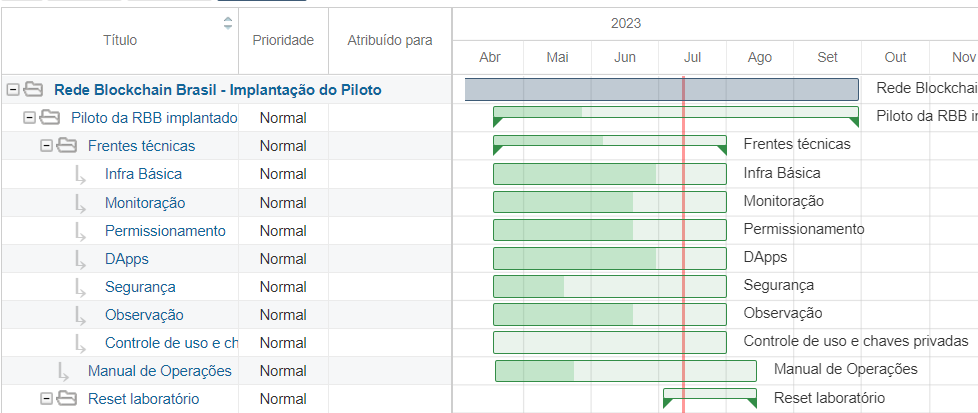 2023
Título Prioridade Atribuído para Abr Mai Jun Jul Ago Set Out Nov
Rede Blockchain Brasil - Implantação do Piloto Rede Blockchai
Piloto da RBB implantado Normal Piloto da RBB i
Frentes técnicas Normal Frentes técnicas
Infra Básica Normal Infra Básica
Monitoração Normal Monitoração
Permissionamento Normal Permissionamento
DApps Normal DApps
Segurança Normal Segurança
Observação Normal Observação
Controle de uso e ch Normal Controle de uso e chaves privadas
Manual de Operações Normal Manual de Operações
Reset laboratório Normal Reset laboratório